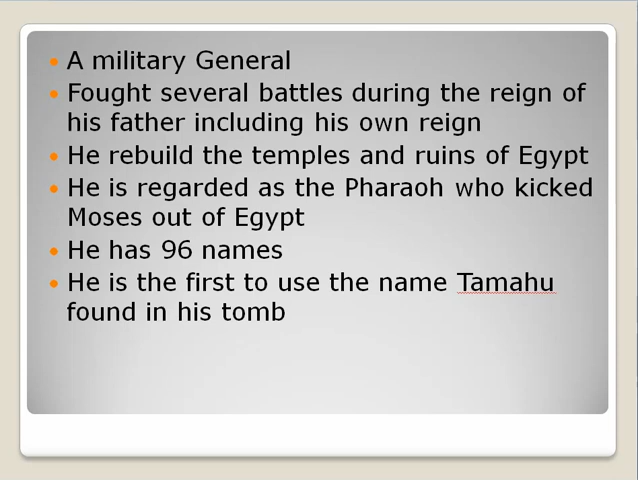 • A military General
• Fought several battles during the reign of
his father including his own reign
• He rebuild the temples and ruins of Egypt
• He is regarded as the Pharaoh who kicked
Moses out of Egypt
• He has 96 names
• He is the first to use the name Tamahu
found in his tomb